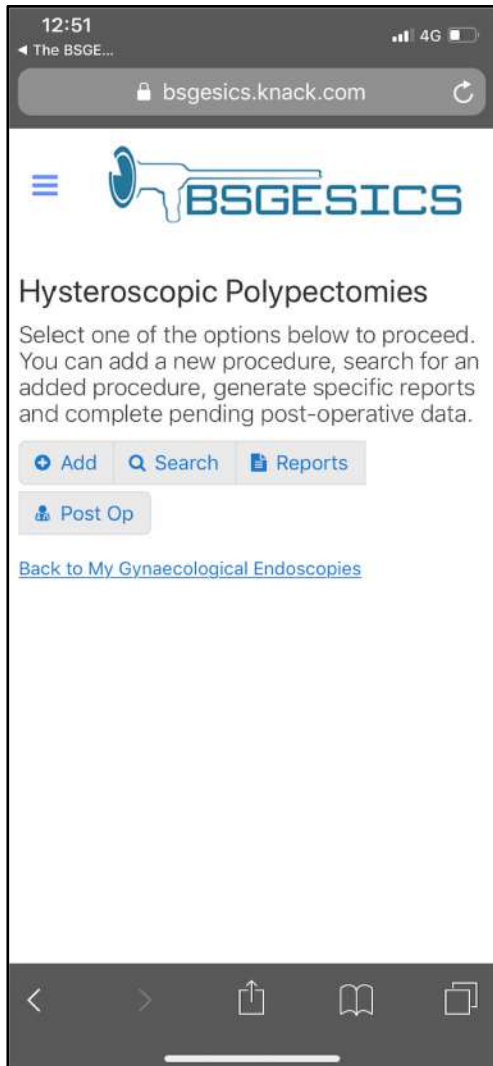 12:51
4G
◀ The BSGE...
bsgesics.knack.com
BSGESICS
Hysteroscopic Polypectomies
Select one of the options below to proceed.
You can add a new procedure, search for an
added procedure, generate specific reports
and complete pending post-operative data.
Add Search Reports
Post Op
Back to My Gynaecological Endoscopies